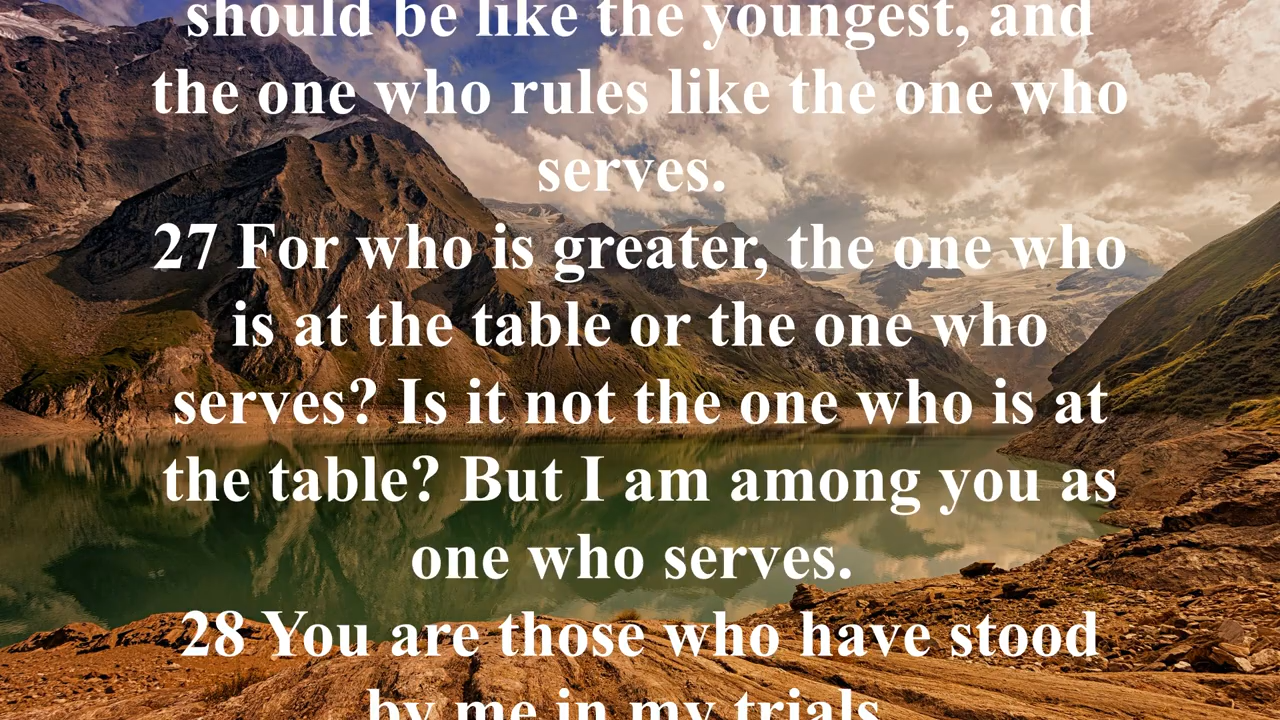 should be like the youngest, and
the one who rules like the one who
serves.
27 For who is greater, the one who
is at the table or the one who
serves? Is it not the one who is at
the table? But I am among you as
one who serves.
28 You are those who have stood
by me in my trials.